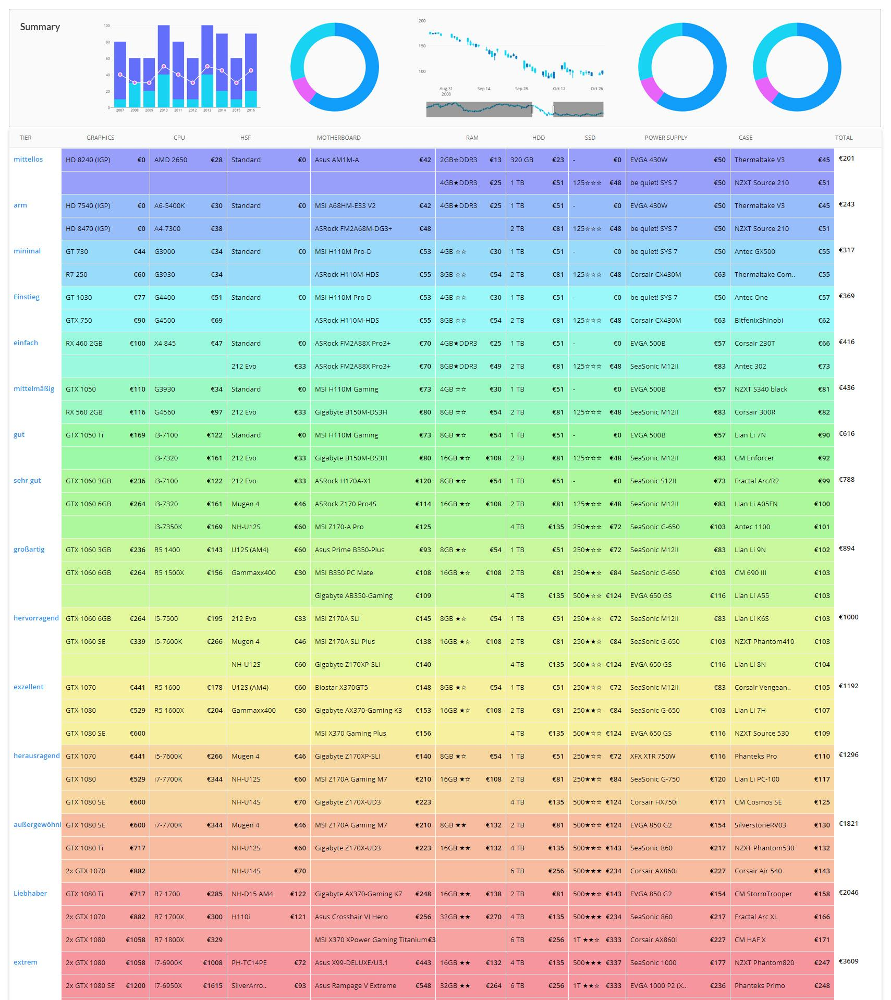 Summary
100
80
60
40
20
0
2007 2008 2009 2010 2011 2012 2013 2014 2015 2016
200
150
100
Aug 31 Sep 14 Sep 28 Oct 12 Oct 26
2008
TIER GRAPHICS CPU HSF MOTHERBOARD RAM HDD SSD POWER SUPPLY CASE TOTAL
mittellos HD 8240 (IGP) €0 AMD 2650 €28 Standard €0 Asus AM1M-A €42 2GB☆DDR3 €13 320 GB €23 - €0 EVGA 430W €50 Thermaltake V3 €45 €201
4GB★DDR3 €25 1 TB €51 125☆☆☆ €48 be quiet! SYS 7 €50 NZXT Source 210 €51
arm HD 7540 (IGP) €0 A6-5400K €30 Standard €0 MSI A68HM-E33 V2 €42 4GB★DDR3 €25 1 TB €51 - €0 EVGA 430W €50 Thermaltake V3 €45 €243
HD 8470 (IGP) €0 A4-7300 €38 ASRock FM2A68M-DG3+ €48 2 TB €81 125☆☆☆ €48 be quiet! SYS 7 €50 NZXT Source 210 €51
minimal GT 730 €44 G3900 €34 Standard €0 MSI H110M Pro-D €53 4GB ☆☆ €30 1 TB €51 - €0 be quiet! SYS 7 €50 Antec GX500 €55 €317
R7 250 €60 G3930 €34 ASRock H110M-HDS €55 8GB ☆☆ €54 2 TB €81 125☆☆☆ €48 Corsair CX430M €63 Thermaltake Com.. €55
Einstieg GT 1030 €77 G4400 €51 Standard €0 MSI H110M Pro-D €53 4GB ☆☆ €30 1 TB €51 - €0 be quiet! SYS 7 €50 Antec One €57 €369
GTX 750 €90 G4500 €69 ASRock H110M-HDS €55 8GB ☆☆ €54 2 TB €81 125☆☆☆ €48 Corsair CX430M €63 BitfenixShinobi €62
einfach RX 460 2GB €100 X4 845 €47 Standard €0 ASRock FM2A88X Pro3+ €70 4GB★DDR3 €25 1 TB €51 - €0 EVGA 500B €57 Corsair 230T €66 €416
212 Evo €33 ASRock FM2A88X Pro3+ €70 8GB★DDR3 €49 2 TB €81 125☆☆☆ €48 SeaSonic M12II €83 Antec 302 €73
mittelmäßig GTX 1050 €110 G3930 €34 Standard €0 MSI H110M Gaming €73 4GB ☆☆ €30 1 TB €51 - €0 EVGA 500B €57 NZXT S340 black €81 €436
RX 560 2GB €116 G4560 €97 212 Evo €33 Gigabyte B150M-DS3H €80 8GB ☆☆ €54 2 TB €81 125☆☆☆ €48 SeaSonic M12II €83 Corsair 300R €82
gut GTX 1050 Ti €169 i3-7100 €122 Standard €0 MSI H110M Gaming €73 8GB ★☆ €54 1 TB €51 - €0 EVGA 500B €57 Lian Li 7N €90 €616
i3-7320 €161 212 Evo €33 Gigabyte B150M-DS3H €80 16GB ★☆ €108 2 TB €81 125☆☆☆ €48 SeaSonic M12II €83 CM Enforcer €92
sehr gut GTX 1060 3GB €236 i3-7100 €122 212 Evo €33 ASRock H170A-X1 €120 8GB ★☆ €54 1 TB €51 - €0 SeaSonic S12II €73 Fractal Arc/R2 €99 €788
GTX 1060 6GB €264 i3-7320 €161 Mugen 4 €46 ASRock Z170 Pro4S €114 16GB ★☆ €108 2 TB €81 125★☆☆ €48 SeaSonic M12II €83 Lian Li A05FN €100
i3-7350K €169 NH-U12S €60 MSI Z170-A Pro €125 4 TB €135 250★☆☆ €72 SeaSonic G-650 €103 Antec 1100 €101
großartig GTX 1060 3GB €236 R5 1400 €143 U12S (AM4) €60 Asus Prime B350-Plus €93 8GB ★☆ €54 1 TB €51 250★☆☆ €72 SeaSonic M12II €83 Lian Li 9N €102 €894
GTX 1060 6GB €264 R5 1500X €156 Gammaxx400 €30 MSI B350 PC Mate €108 16GB ★☆ €108 2 TB €81 250★★☆ €84 SeaSonic G-650 €103 CM 690 III €103
Gigabyte AB350-Gaming €109 4 TB €135 500★☆☆ €124 EVGA 650 GS €116 Lian Li A55 €103
hervorragend GTX 1060 6GB €264 i5-7500 €195 212 Evo €33 MSI Z170A SLI €145 8GB ★☆ €54 1 TB €51 250★☆☆ €72 SeaSonic M12II €83 Lian Li K6S €103 €1000
GTX 1060 SE €339 i5-7600K €266 Mugen 4 €46 MSI Z170A SLI Plus €138 16GB ★☆ €108 2 TB €81 250★★☆ €84 SeaSonic G-650 €103 NZXT Phantom410 €103
NH-U12S €60 Gigabyte Z170XP-SLI €140 4 TB €135 500★☆☆ €124 EVGA 650 GS €116 Lian Li 8N €104
exzellent GTX 1070 €441 R5 1600 €178 U12S (AM4) €60 Biostar X370GT5 €148 8GB ★☆ €54 1 TB €51 250★☆☆ €72 SeaSonic M12II €83 Corsair Vengean.. €105 €1192
GTX 1080 €529 R5 1600X €204 Gammaxx400 €30 Gigabyte AX370-Gaming K3 €153 16GB ★☆ €108 2 TB €81 250★★☆ €84 SeaSonic G-650 €103 Lian Li 7H €107
GTX 1080 SE €600 MSI X370 Gaming Plus €156 4 TB €135 500★☆☆ €124 EVGA 650 GS €116 NZXT Source 530 €109
herausragend GTX 1070 €441 i5-7600K €266 Mugen 4 €46 Gigabyte Z170XP-SLI €140 8GB ★☆ €54 1 TB €51 250★☆☆ €72 XFX XTR 750W €116 Phanteks Pro €110 €1296
GTX 1080 €529 i7-7700K €344 NH-U12S €60 MSI Z170A Gaming M7 €210 16GB ★☆ €108 2 TB €81 250★★☆ €84 SeaSonic G-750 €120 Lian Li PC-100 €117
GTX 1080 SE €600 NH-U14S €70 Gigabyte Z170X-UD3 €223 4 TB €135 500★☆☆ €124 Corsair HX750i €171 CM Cosmos SE €125
außergewöhnl GTX 1080 SE €600 i7-7700K €344 Mugen 4 €46 MSI Z170A Gaming M7 €210 8GB ★★ €132 2 TB €81 500★☆☆ €124 EVGA 850 G2 €154 SilverstoneRV03 €130 €1821
GTX 1080 Ti €717 NH-U12S €60 Gigabyte Z170X-UD3 €223 16GB ★★ €132 4 TB €135 500★★☆ €143 SeaSonic 860 €217 NZXT Phantom530 €132
2x GTX 1070 €882 NH-U14S €70 6 TB €256 500★★★ €234 Corsair AX860i €227 Corsair Air 540 €143
Liebhaber GTX 1080 Ti €717 R7 1700 €285 NH-D15 AM4 €122 Gigabyte AX370-Gaming K7 €248 16GB ★★ €138 2 TB €81 500★★☆ €143 EVGA 850 G2 €154 CM StormTrooper €158 €2046
2x GTX 1070 €882 R7 1700X €300 H110i €121 Asus Crosshair VI Hero €256 32GB ★★ €270 4 TB €135 500★★★ €234 SeaSonic 860 €217 Fractal Arc XL €166
2x GTX 1080 €1058 R7 1800X €329 MSI X370 XPower Gaming Titanium €3 6 TB €256 1T ★★☆ €333 Corsair AX860i €227 CM HAF X €171
extrem 2x GTX 1080 €1058 i7-6900K €1008 PH-TC14PE €72 Asus X99-DELUXE/U3.1 €443 16GB ★★ €132 4 TB €135 500★★★ €337 SeaSonic 1000 €177 NZXT Phantom820 €247 €3609
2x GTX 1080 SE €1200 i7-6950X €1615 SilverArro.. €93 Asus Rampage V Extreme €548 32GB ★★ €264 6 TB €256 1T ★★☆ €333 EVGA 1000 P2 (X.. €236 Phanteks Primo €248